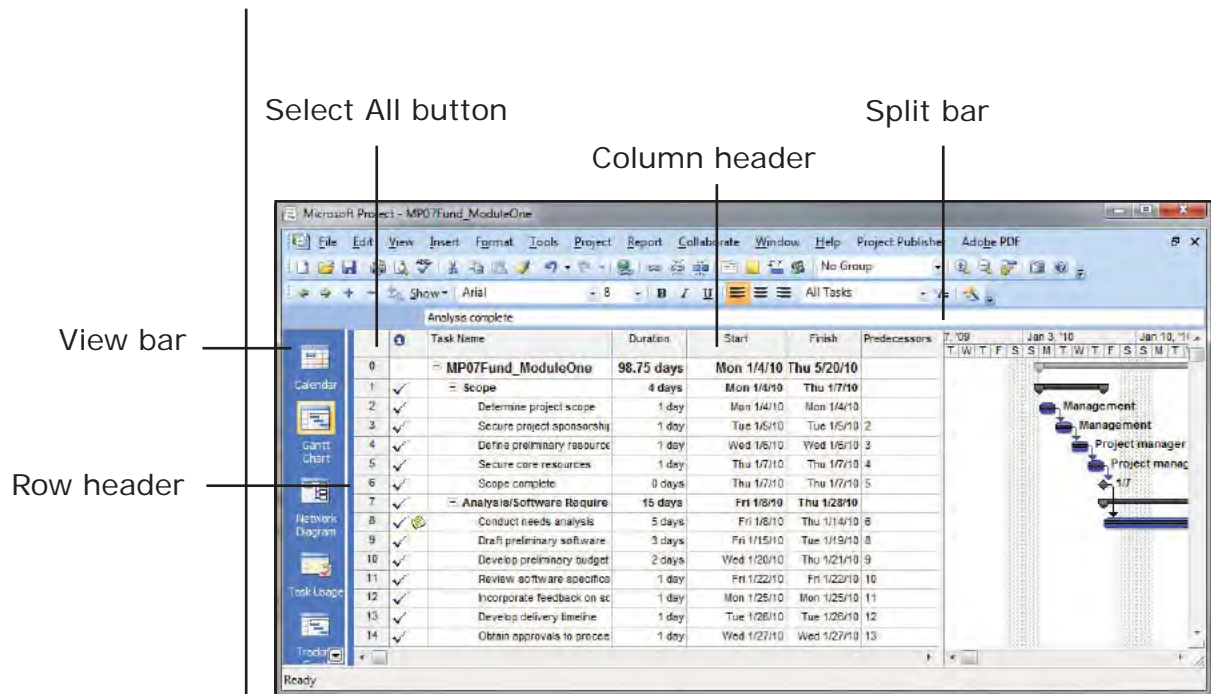 Select All button
Split bar
Column header
View bar
Row header
Microsoft Project - MP07Fund_ModuleOne
File Edit View Insert Format Tools Project Report Collaborate Window Help Project Publisher Adobe PDF
No Group
Show Arial 8 B I U All Tasks
Analysis complete
Task Name Duration Start Finish Predecessors 7, '09 Jan 3, '10 Jan 10, '1
T W T F S S M T W T F S S M T
0 MP07Fund_ModuleOne 98.75 days Mon 1/4/10 Thu 5/20/10
1 Scope 4 days Mon 1/4/10 Thu 1/7/10
2 Determine project scope 1 day Mon 1/4/10 Mon 1/4/10 Management
3 Secure project sponsorship 1 day Tue 1/5/10 Tue 1/5/10 2 Management
4 Define preliminary resource 1 day Wed 1/6/10 Wed 1/6/10 3 Project manager
5 Secure core resources 1 day Thu 1/7/10 Thu 1/7/10 4 Project manag
6 Scope complete 0 days Thu 1/7/10 Thu 1/7/10 5 1/7
7 Analysis/Software Require 15 days Fri 1/8/10 Thu 1/28/10
8 Conduct needs analysis 5 days Fri 1/8/10 Thu 1/14/10 6
9 Draft preliminary software 3 days Fri 1/15/10 Tue 1/19/10 8
10 Develop preliminary budget 2 days Wed 1/20/10 Thu 1/21/10 9
11 Review software specifica 1 day Fri 1/22/10 Fri 1/22/10 10
12 Incorporate feedback on sc 1 day Mon 1/25/10 Mon 1/25/10 11
13 Develop delivery timeline 1 day Tue 1/26/10 Tue 1/26/10 12
14 Obtain approvals to procee 1 day Wed 1/27/10 Wed 1/27/10 13
Calendar
Gantt
Chart
Network
Diagram
Task Usage
Ready